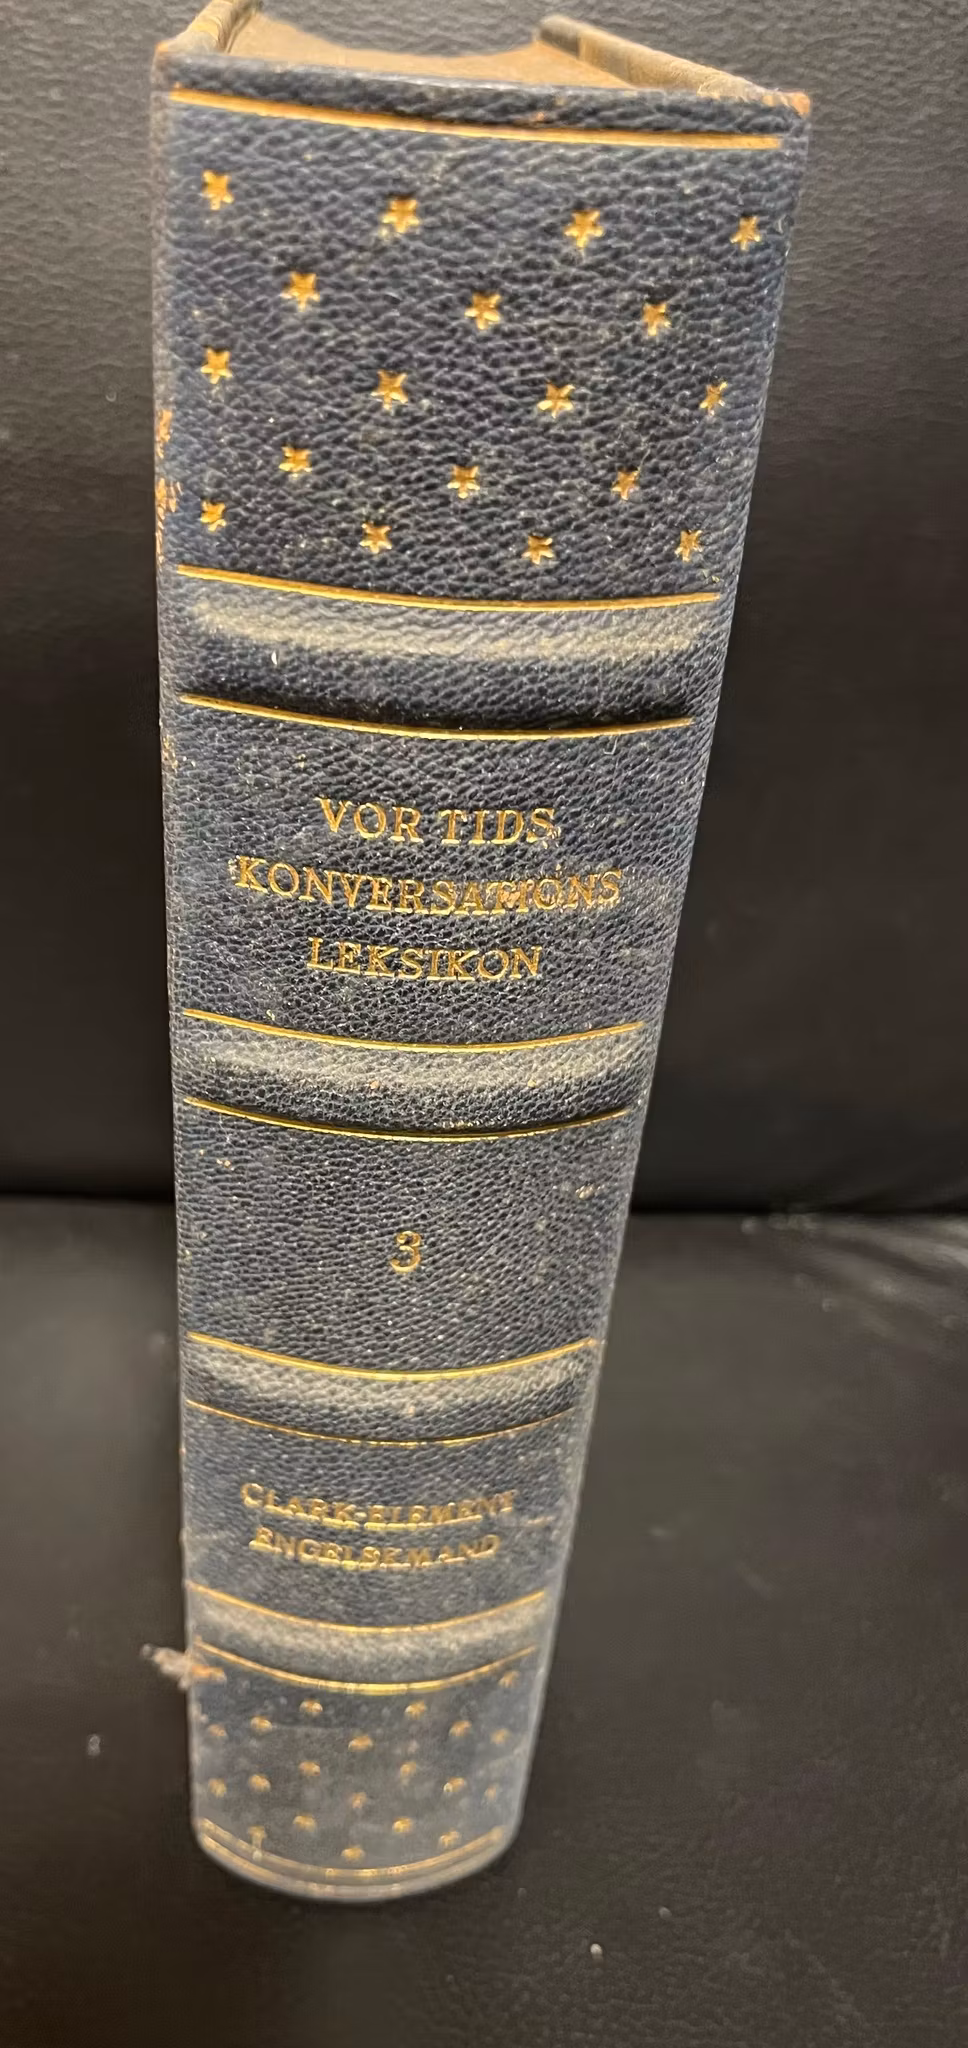 VOR TIDS
KONVERSATIONS
LEKSIKON
3
CLARK-ELEMENT
ENGELSKMAND